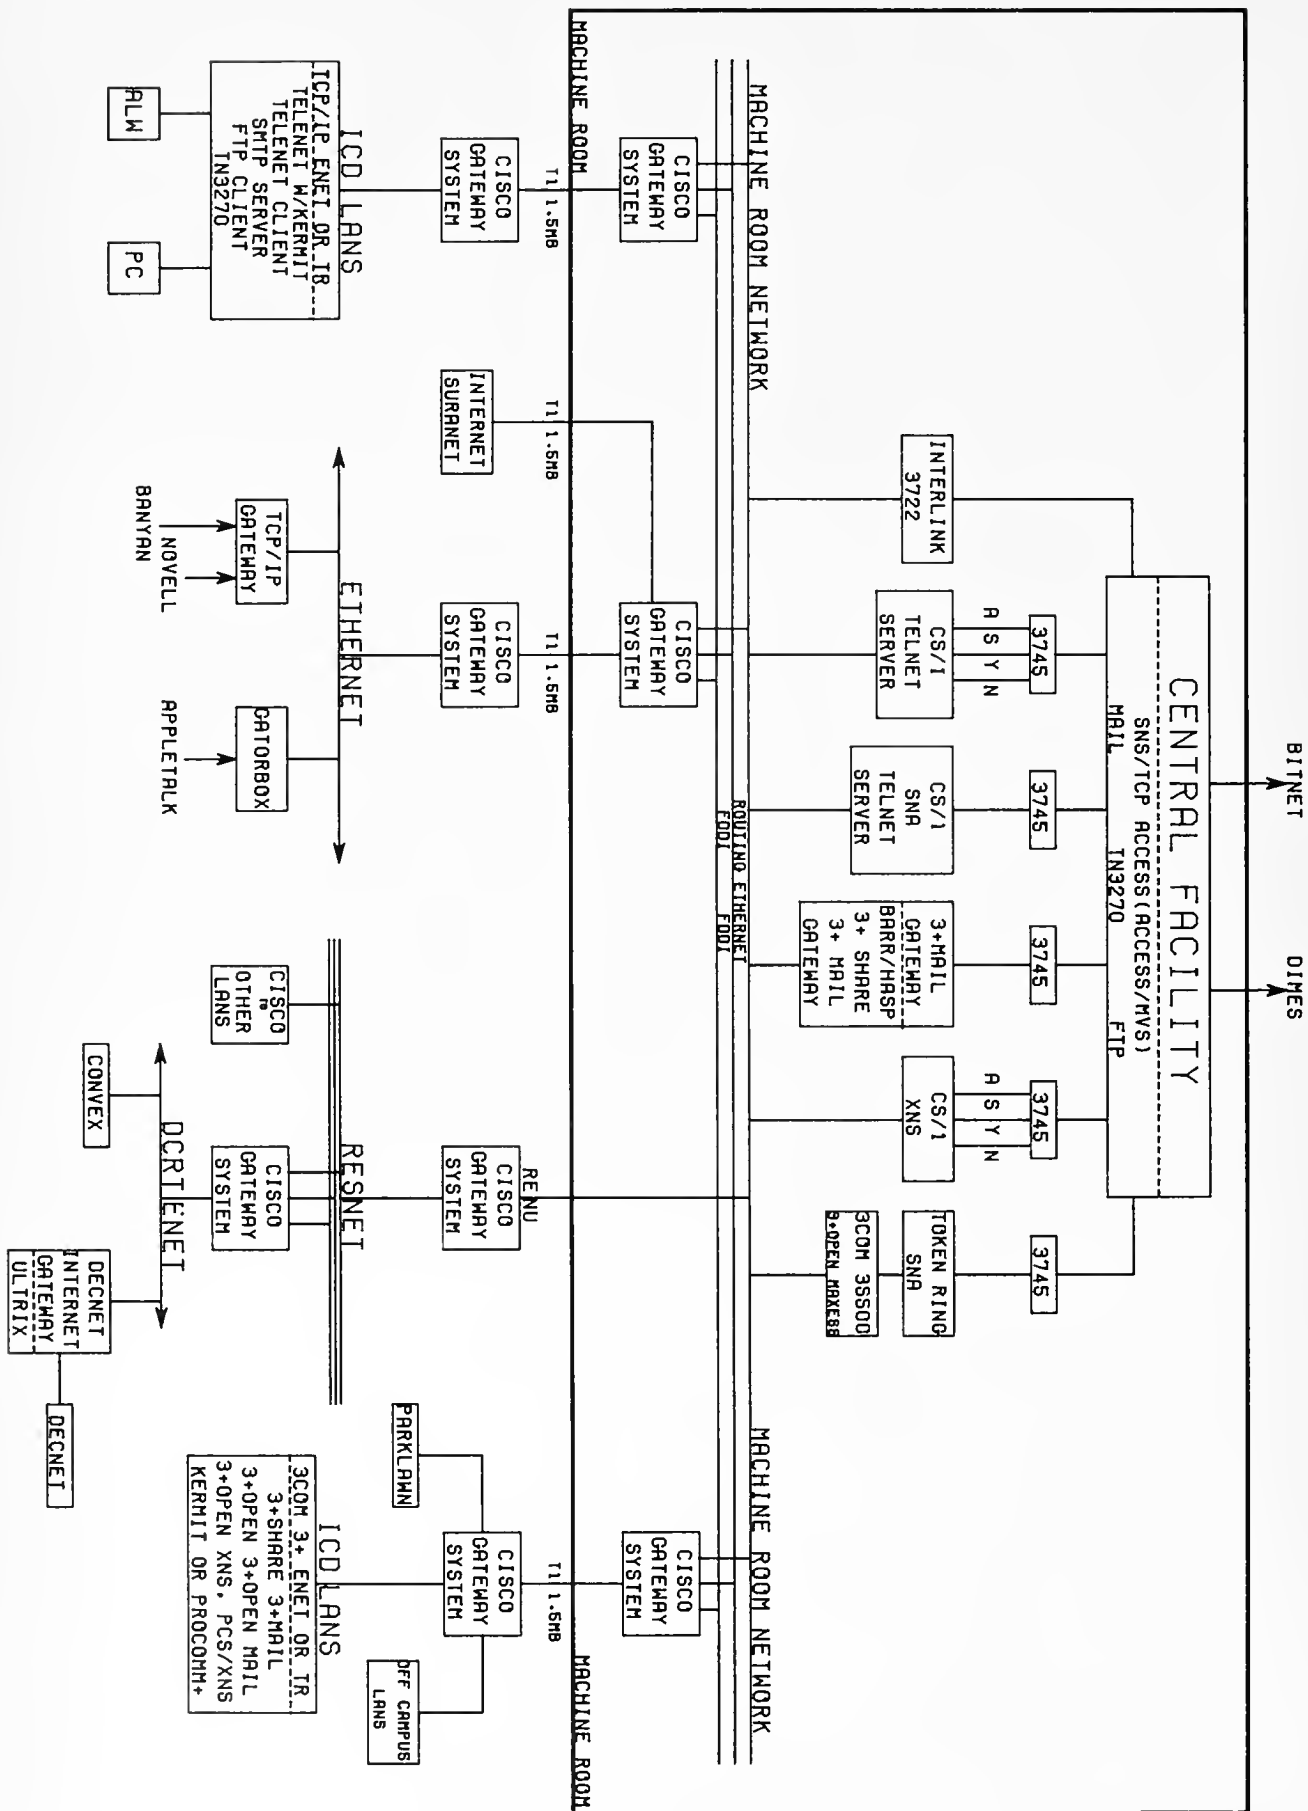 BITNET
DIMES
CENTRAL FACILITY
SNS/TCP ACCESS(ACCESS/MVS)
MAIL
TN3270
FTP
3745
3745
3745
3745
3745
A S Y N
A S Y N
INTERLINK
3722
CS/1
TELNET
SERVER
CS/1
SNA
TELNET
SERVER
3+MAIL
GATEWAY
BARR/HASP
3+ SHARE
3+ MAIL
GATEWAY
CS/1
XNS
TOKEN RING
SNA
3COM 3SSOO
3+OPEN MAXESS
MACHINE ROOM NETWORK
MACHINE ROOM NETWORK
ROUTING ETHERNET
FDDI
FDDI
CISCO
GATEWAY
SYSTEM
CISCO
GATEWAY
SYSTEM
CISCO
GATEWAY
SYSTEM
MACHINE ROOM
MACHINE ROOM
T1 1.5MB
T1 1.5MB
T1 1.5MB
T1 1.5MB
RENU
CISCO
GATEWAY
SYSTEM
INTERNET
SURANET
CISCO
GATEWAY
SYSTEM
CISCO
GATEWAY
SYSTEM
CISCO
GATEWAY
SYSTEM
PARKLAWN
OFF CAMPUS
LANS
ICD LANS
TCP/IP ENET OR TR
TELENET W/KERMIT
TELENET CLIENT
SMTP SERVER
FTP CLIENT
TN3270
ALW
PC
ETHERNET
TCP/IP
GATEWAY
NOVELL
BANYAN
GATORBOX
APPLETALK
RESNET
CISCO
TO
OTHER
LANS
CISCO
GATEWAY
SYSTEM
DCRT ENET
CONVEX
DECNET
INTERNET
GATEWAY
ULTRIX
DECNET
ICD LANS
3COM 3+ ENET OR TR
3+SHARE 3+MAIL
3+OPEN 3+OPEN MAIL
3+OPEN XNS, PCS/XNS
KERMIT OR PROCOMM+